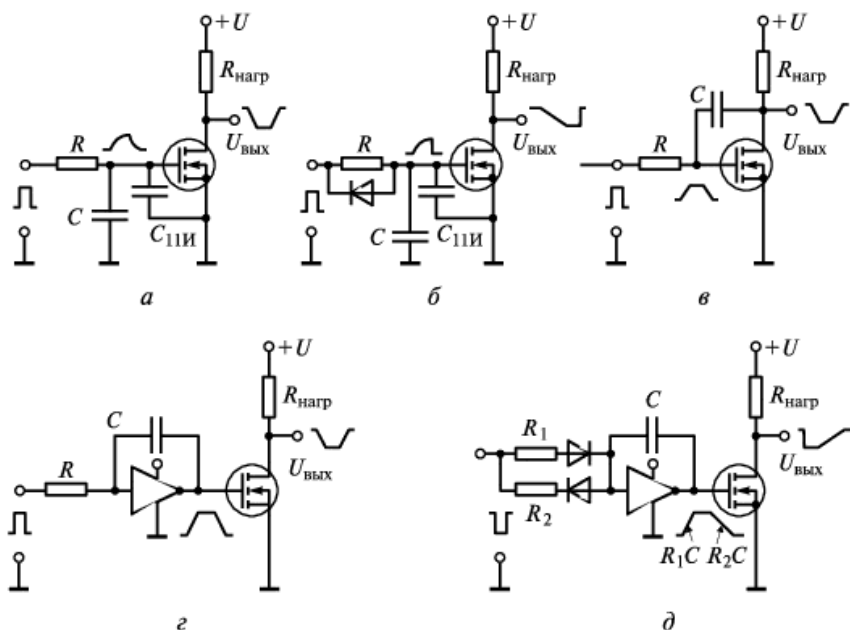 +U
Rнагр
Uвых
R
C
C11И
а
+U
Rнагр
Uвых
R
C
C11И
б
+U
Rнагр
C
Uвых
R
в
+U
Rнагр
C
Uвых
R
г
+U
Rнагр
C
R1
Uвых
R2
R1C R2C
д